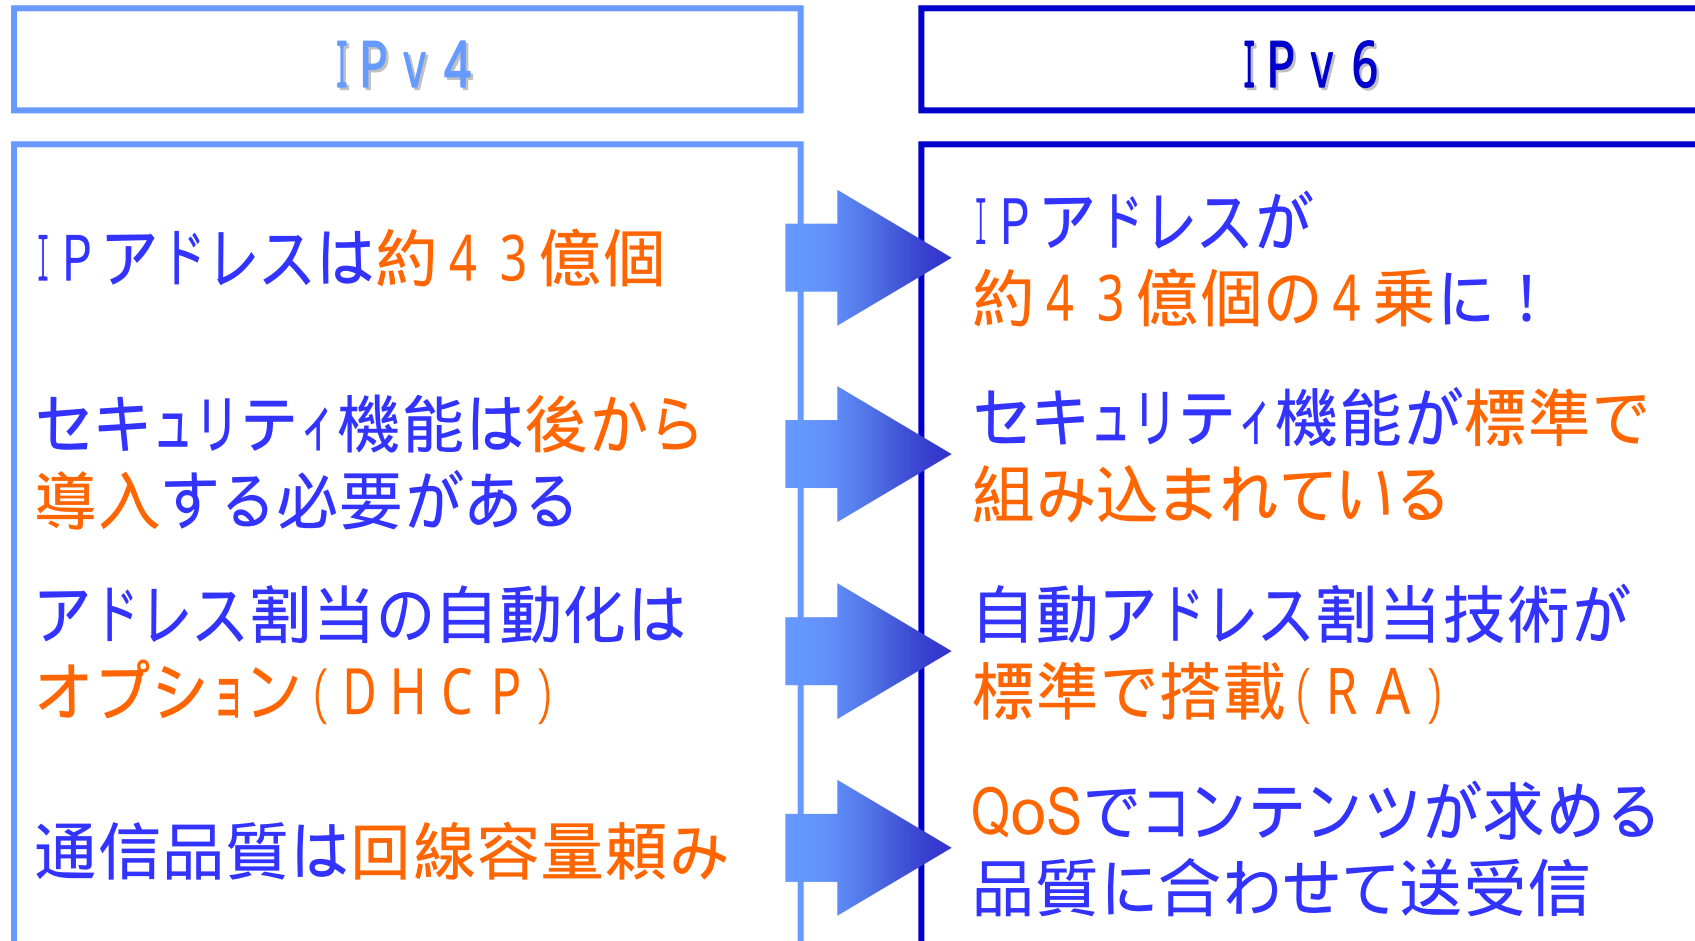 ＩＰｖ４
ＩＰｖ６
ＩＰアドレスは約４３億個
ＩＰアドレスが
約４３億個の４乗に！
セキュリティ機能は後から
導入する必要がある
セキュリティ機能が標準で
組み込まれている
アドレス割当の自動化は
オプション（ＤＨＣＰ）
自動アドレス割当技術が
標準で搭載（ＲＡ）
通信品質は回線容量頼み
QoSでコンテンツが求める
品質に合わせて送受信